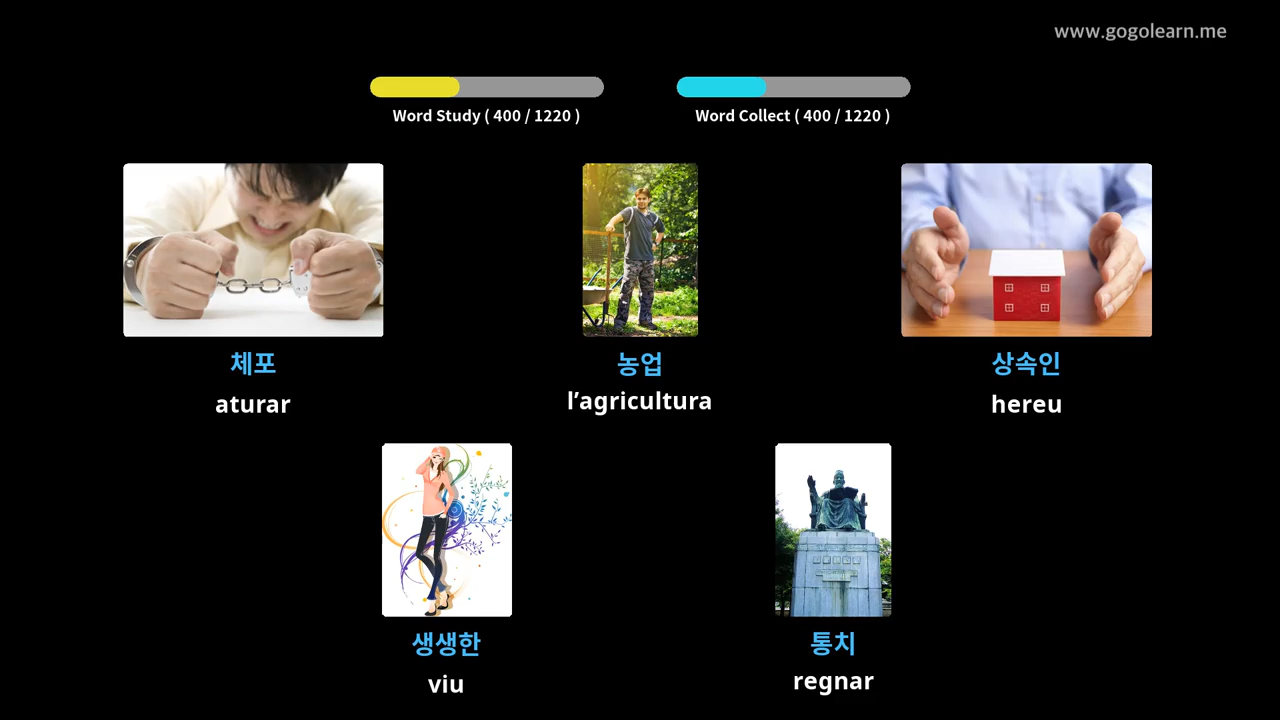 www.gogolearn.me
Word Study ( 400 / 1220 )
Word Collect ( 400 / 1220 )
체포
aturar
농업
l’agricultura
상속인
hereu
생생한
viu
통치
regnar